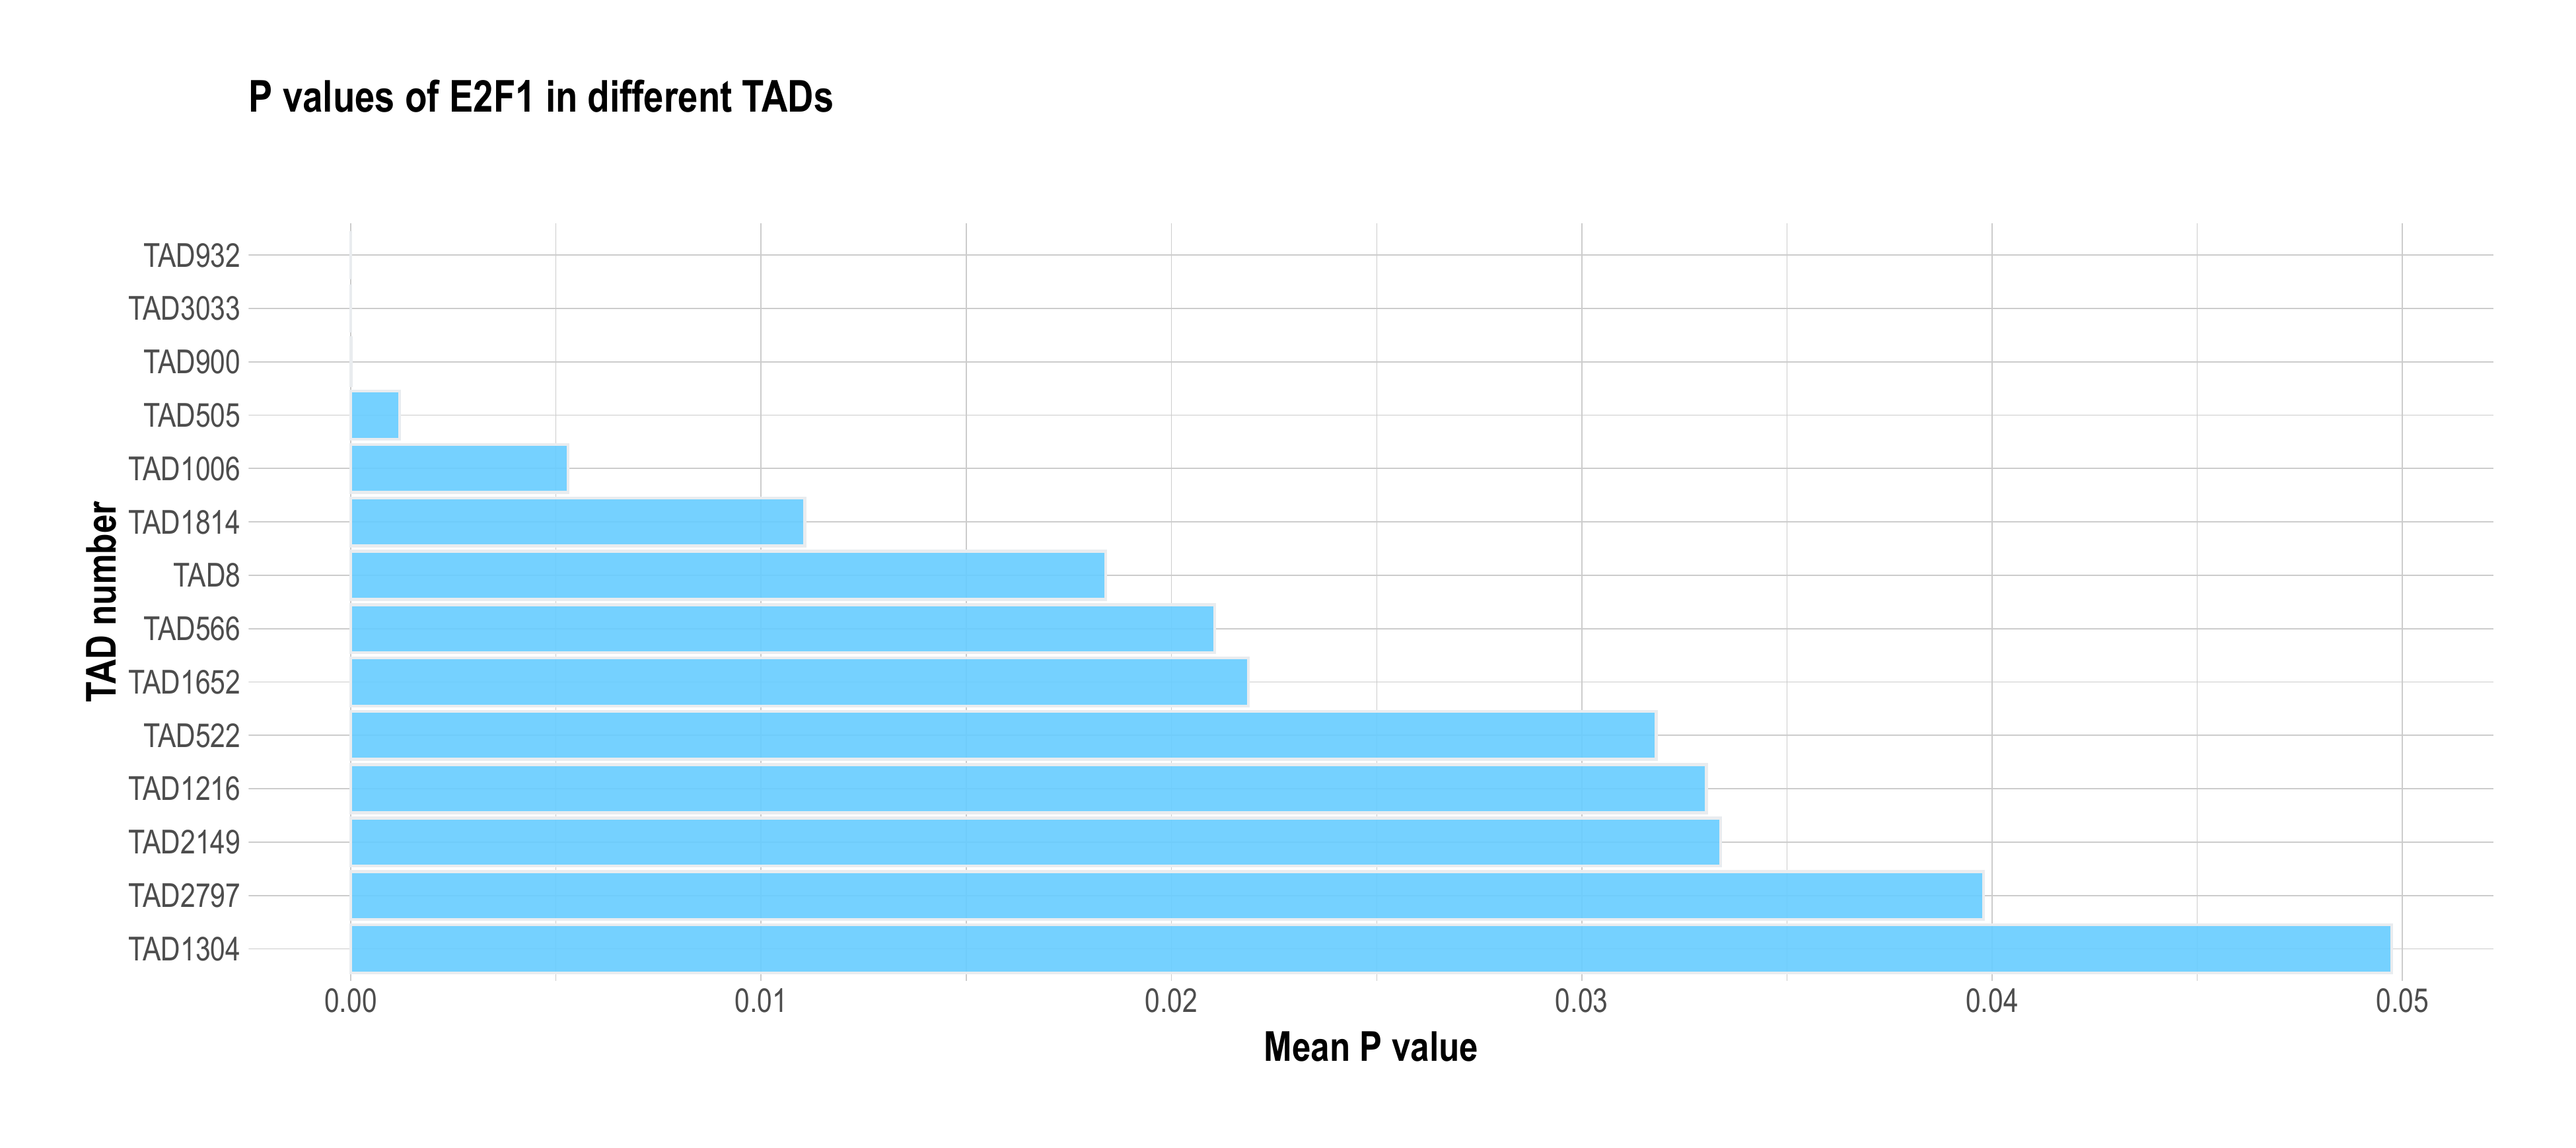 P values of E2F1 in different TADs
TAD number
TAD932
TAD3033
TAD900
TAD505
TAD1006
TAD1814
TAD8
TAD566
TAD1652
TAD522
TAD1216
TAD2149
TAD2797
TAD1304
0.00 0.01 0.02 0.03 0.04 0.05
Mean P value